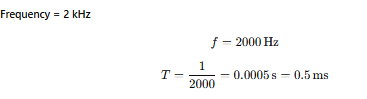 Frequency = 2 kHz
f = 2000 Hz
T = 1/2000 = 0.0005 s = 0.5 ms